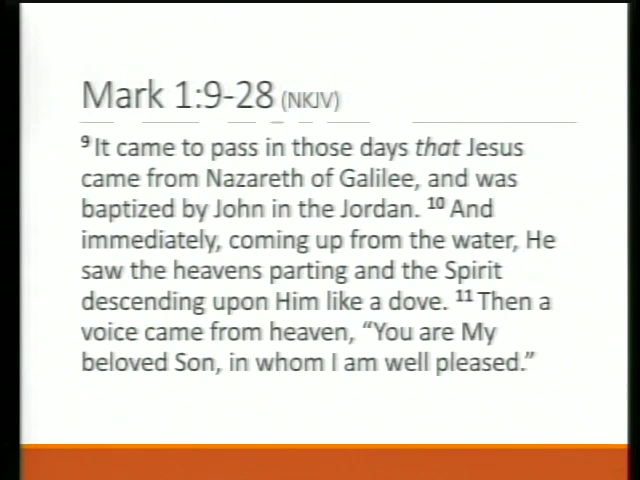 Mark 1:9-28 (NKJV)
⁹ It came to pass in those days that Jesus
came from Nazareth of Galilee, and was
baptized by John in the Jordan. ¹⁰ And
immediately, coming up from the water, He
saw the heavens parting and the Spirit
descending upon Him like a dove. ¹¹ Then a
voice came from heaven, “You are My
beloved Son, in whom I am well pleased.”